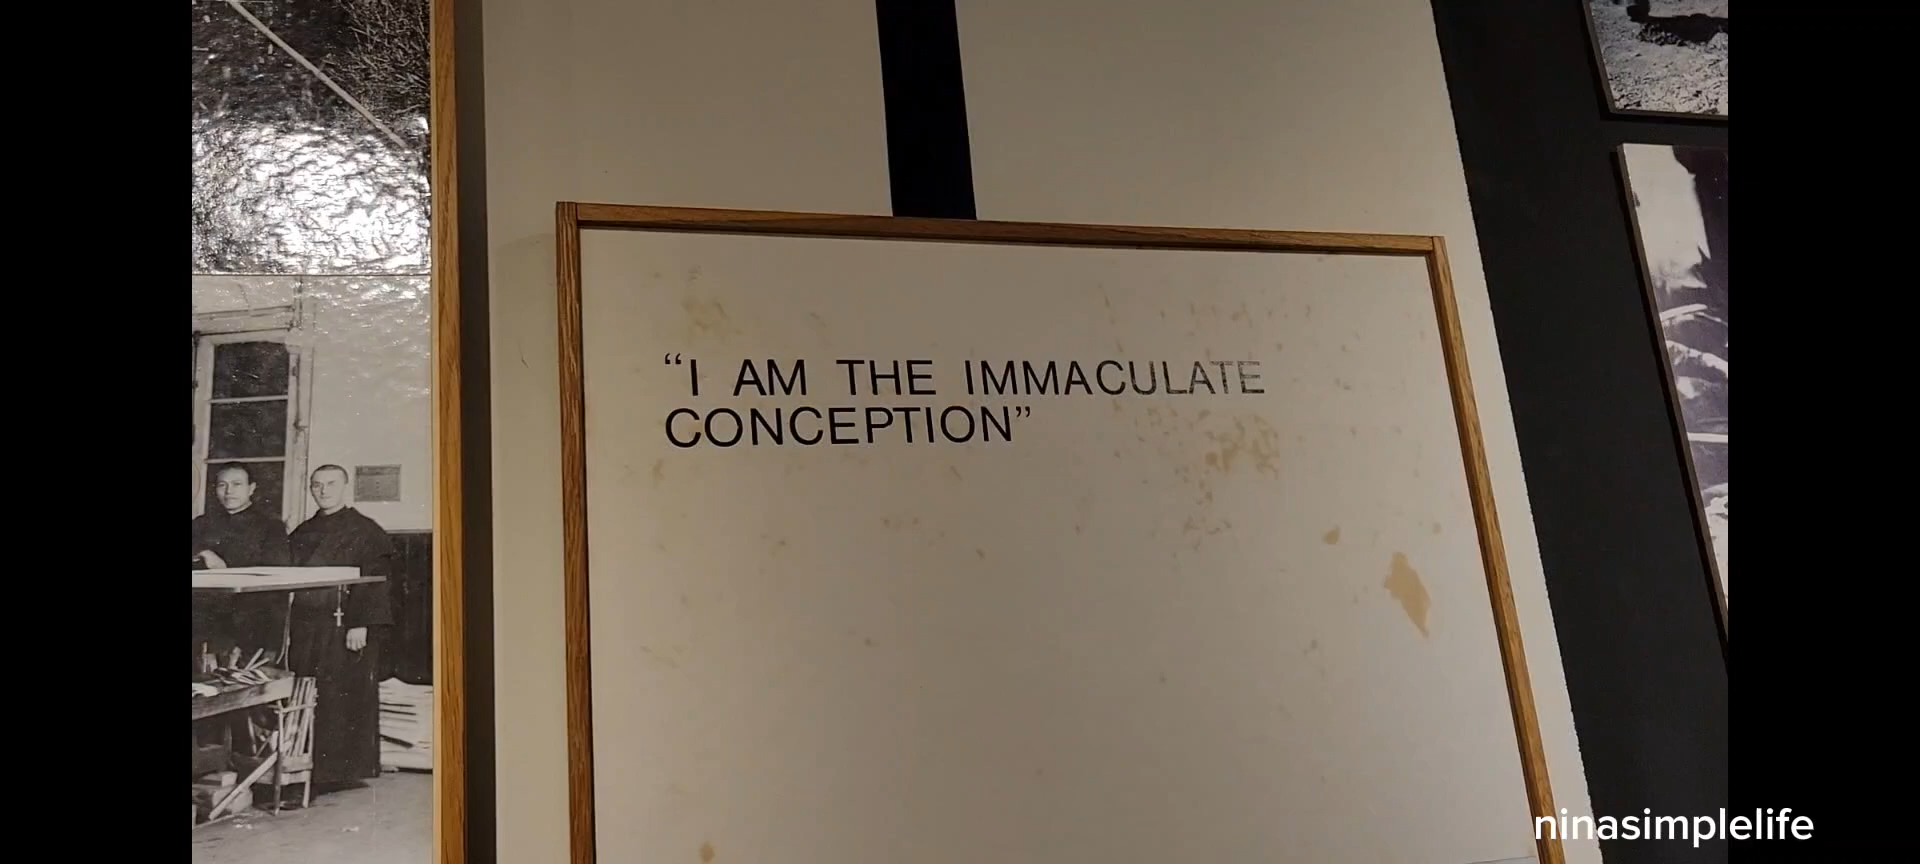 “I AM THE IMMACULATE
CONCEPTION”
ninasimplelife